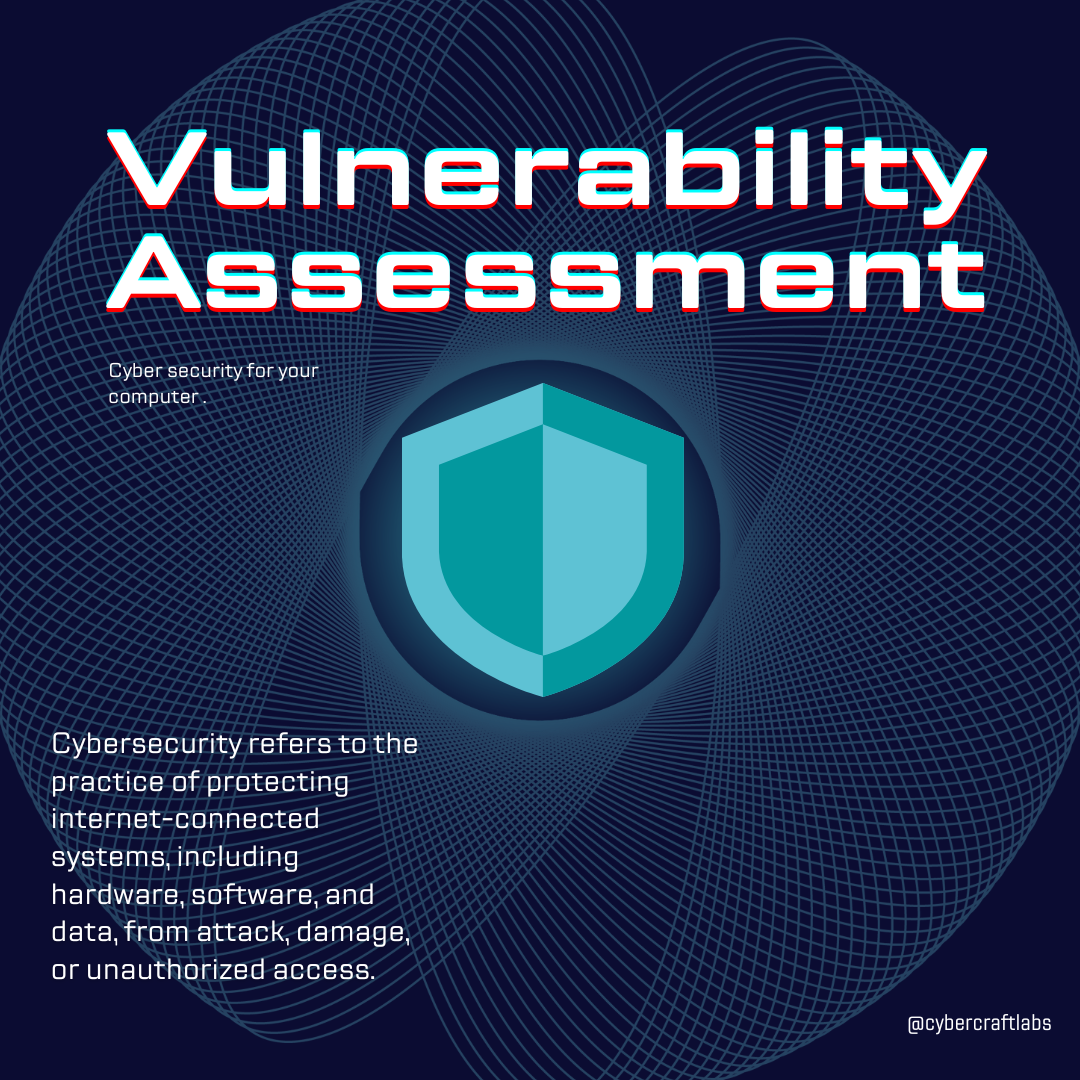 Vulnerability
Assessment
Cyber security for your
computer .
Cybersecurity refers to the
practice of protecting
internet-connected
systems, including
hardware, software, and
data, from attack, damage,
or unauthorized access.
@cybercraftlabs